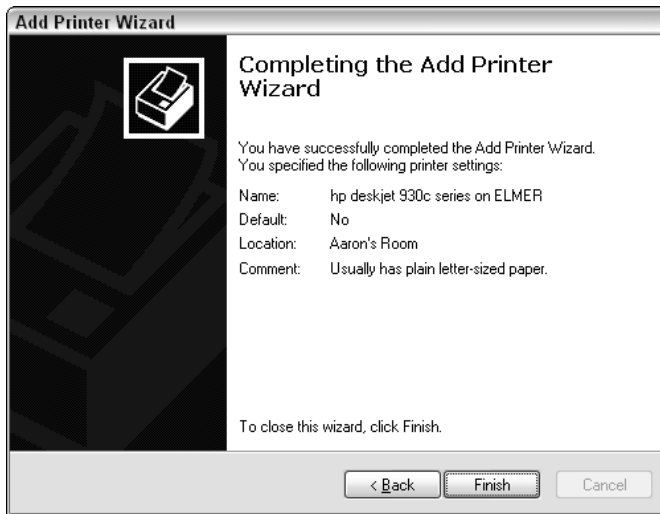 Add Printer Wizard
Completing the Add Printer
Wizard
You have successfully completed the Add Printer Wizard.
You specified the following printer settings:
Name: hp deskjet 930c series on ELMER
Default: No
Location: Aaron's Room
Comment: Usually has plain letter-sized paper.
To close this wizard, click Finish.
< Back Finish Cancel